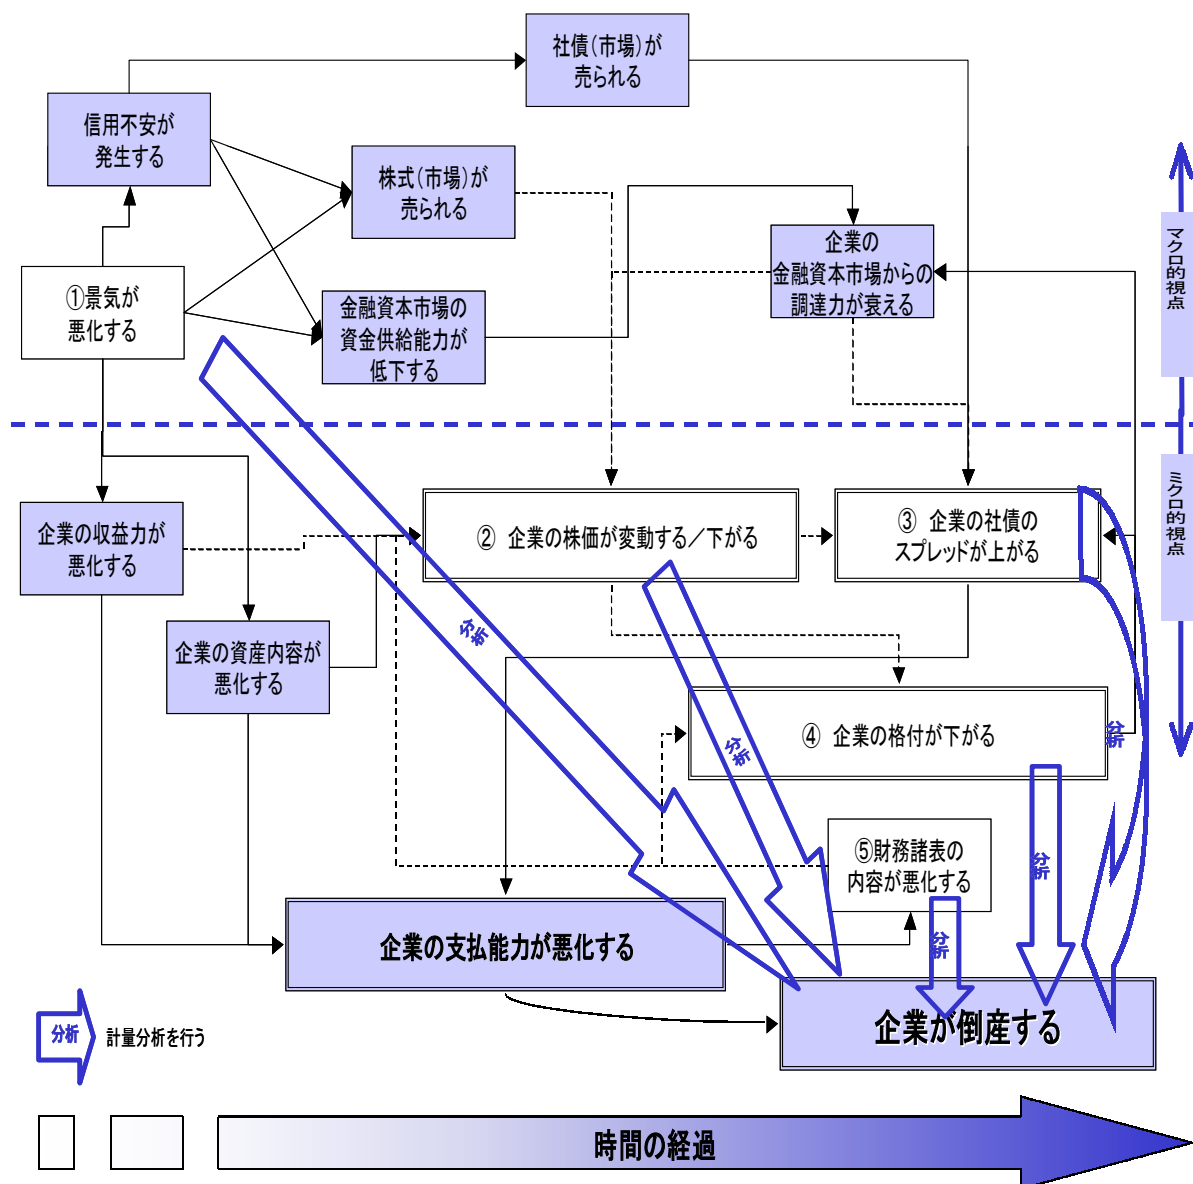 社債(市場)が
売られる
信用不安が
発生する
株式(市場)が
売られる
企業の
金融資本市場からの
調達力が衰える
マクロ的視点
①景気が
悪化する
金融資本市場の
資金供給能力が
低下する
ミクロ的視点
企業の収益力が
悪化する
② 企業の株価が変動する/下がる
③ 企業の社債の
スプレッドが上がる
分析
企業の資産内容が
悪化する
④ 企業の格付が下がる
分析
分析
⑤財務諸表の
内容が悪化する
分析
企業の支払能力が悪化する
分析
企業が倒産する
分析
計量分析を行う
時間の経過